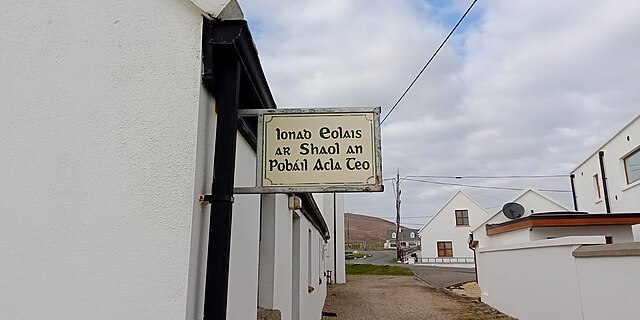 Ionad Eolais
ar Shaol an
Pobáil Acla Teo